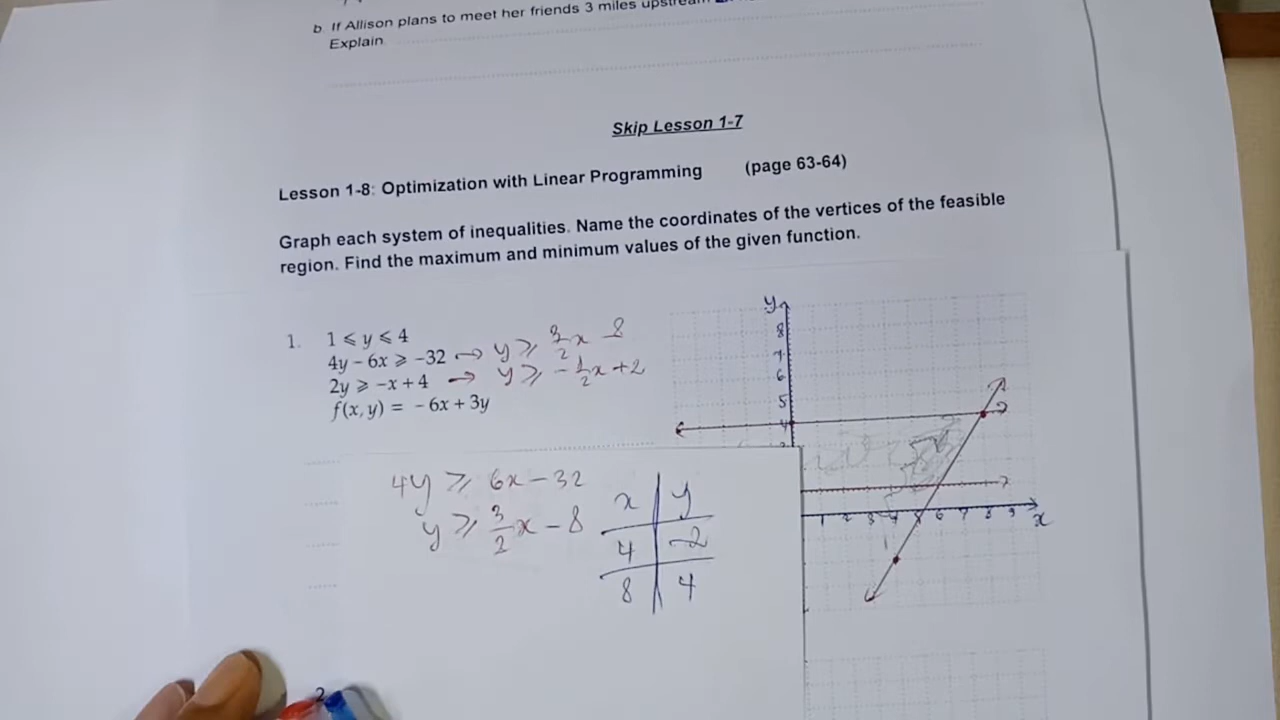 b. If Allison plans to meet her friends 3 miles upstream
Explain
Skip Lesson 1-7
Lesson 1-8: Optimization with Linear Programming (page 63-64)
Graph each system of inequalities. Name the coordinates of the vertices of the feasible
region. Find the maximum and minimum values of the given function.
1. 1 ⩽ y ⩽ 4
4y – 6x ⩾ –32 → y ⩾ 3/2 x – 8
2y ⩾ –x + 4 → y ⩾ –1/2 x + 2
f(x, y) = – 6x + 3y
4y ⩾ 6x – 32
y ⩾ 3/2 x – 8
x y
4 -2
8 4
y
8
7
6
5
4
1 2 3 4 5 6 7 8 9 x
2